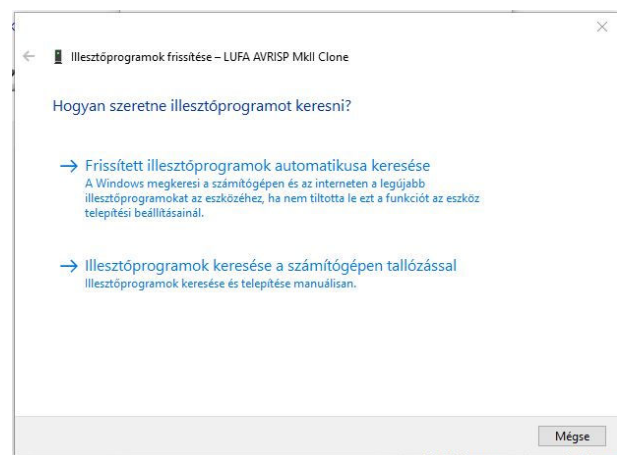 Illesztőprogramok frissítése – LUFA AVRISP MkII Clone
Hogyan szeretne illesztőprogramot keresni?
Frissített illesztőprogramok automatikusa keresése
A Windows megkeresi a számítógépen és az interneten a legújabb
illesztőprogramokat az eszközéhez, ha nem tiltotta le ezt a funkciót az eszköz
telepítési beállításainál.
Illesztőprogramok keresése a számítógépen tallózással
Illesztőprogramok keresése és telepítése manuálisan.
Mégse